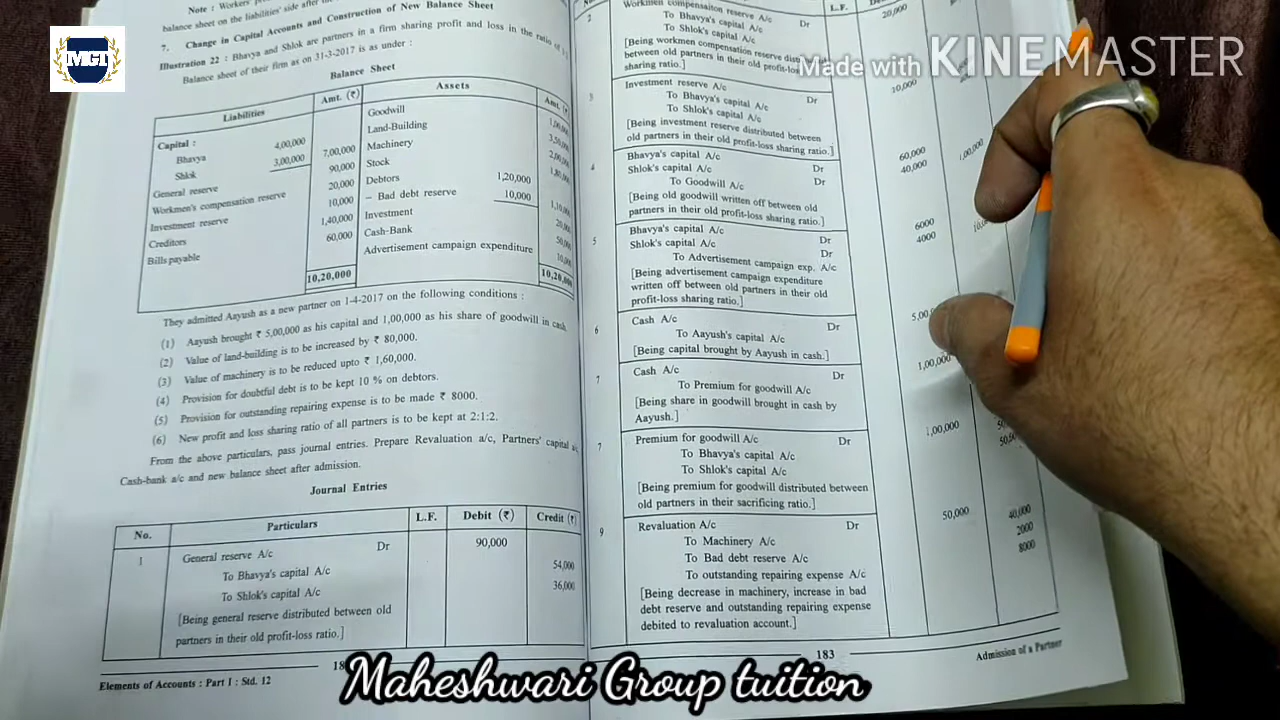 MGT
Made with KINEMASTER
Note : Workers'
balance sheet on the liabilities' side after
7. Change in Capital Accounts and Construction of New Balance Sheet
Illustration 22 : Bhavya and Shlok are partners in a firm sharing profit and loss in the ratio of
Balance sheet of their firm as on 31-3-2017 is as under :
Balance Sheet
Liabilities Amt. (₹) Assets Amt. (₹)
Capital : Goodwill
Bhavya 4,00,000 Land-Building
Shlok 3,00,000 7,00,000 Machinery
General reserve 90,000 Stock
Workmen's compensation reserve 20,000 Debtors 1,20,000
Investment reserve 10,000 – Bad debt reserve 10,000
Creditors 1,40,000 Investment
Bills payable 60,000 Cash-Bank
Advertisement campaign expenditure
10,20,000 10,20,000
They admitted Aayush as a new partner on 1-4-2017 on the following conditions :
(1) Aayush brought ₹ 5,00,000 as his capital and 1,00,000 as his share of goodwill in cash
(2) Value of land-building is to be increased by ₹ 80,000.
(3) Value of machinery is to be reduced upto ₹ 1,60,000.
(4) Provision for doubtful debt is to be kept 10 % on debtors.
(5) Provision for outstanding repairing expense is to be made ₹ 8000.
(6) New profit and loss sharing ratio of all partners is to be kept at 2:1:2.
From the above particulars, pass journal entries. Prepare Revaluation a/c, Partners' capital
Cash-bank a/c and new balance sheet after admission.
Journal Entries
No. Particulars L.F. Debit (₹) Credit (₹)
1 General reserve A/c Dr 90,000
To Bhavya's capital A/c 54,000
To Shlok's capital A/c 36,000
[Being general reserve distributed between old
partners in their old profit-loss ratio.]
Elements of Accounts : Part I : Std. 12
L.F.
2 Workmen compensaiton reserve A/c Dr 20,000
To Bhavya's capital A/c
To Shlok's capital A/c
[Being workmen compensation reserve
between old partners in their old
sharing ratio.]
3 Investment reserve A/c Dr 10,000
To Bhavya's capital A/c
To Shlok's capital A/c
[Being investment reserve distributed between
old partners in their old profit-loss sharing ratio.]
4 Bhavya's capital A/c Dr 60,000
Shlok's capital A/c Dr 40,000
To Goodwill A/c 1,00,000
[Being old goodwill written off between old
partners in their old profit-loss sharing ratio.]
5 Bhavya's capital A/c Dr 6000
Shlok's capital A/c Dr 4000
To Advertisement campaign exp. A/c
[Being advertisement campaign expenditure
written off between old partners in their old
profit-loss sharing ratio.]
6 Cash A/c Dr
To Aayush's capital A/c
[Being capital brought by Aayush in cash.]
7 Cash A/c Dr 1,00,000
To Premium for goodwill A/c
[Being share in goodwill brought in cash by
Aayush.]
7 Premium for goodwill A/c Dr 1,00,000
To Bhavya's capital A/c
To Shlok's capital A/c
[Being premium for goodwill distributed between
old partners in their sacrificing ratio.]
9 Revaluation A/c Dr 50,000
To Machinery A/c 40,000
To Bad debt reserve A/c 2000
To outstanding repairing expense A/c 8000
[Being decrease in machinery, increase in bad
debt reserve and outstanding repairing expense
debited to revaluation account.]
183 Admission of a Partner
Maheshwari Group tuition